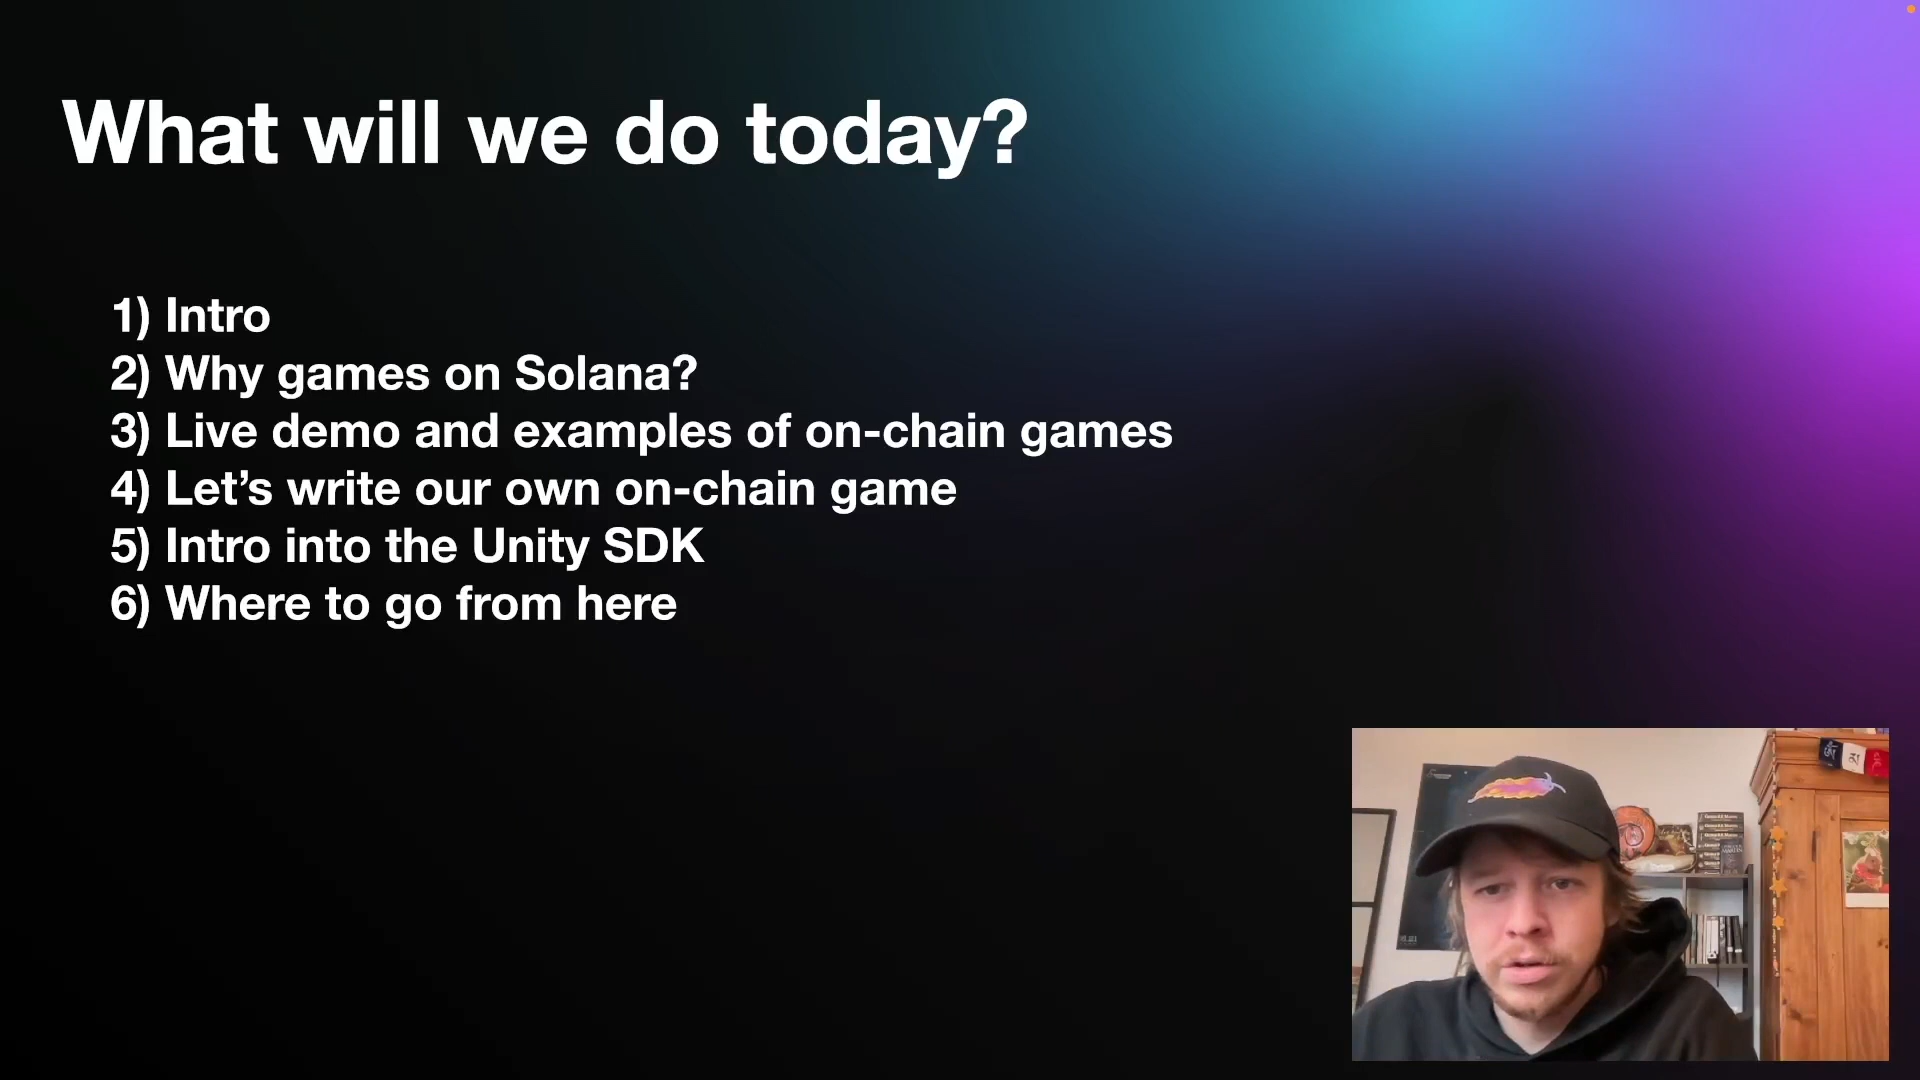 What will we do today?
1) Intro
2) Why games on Solana?
3) Live demo and examples of on-chain games
4) Let’s write our own on-chain game
5) Intro into the Unity SDK
6) Where to go from here